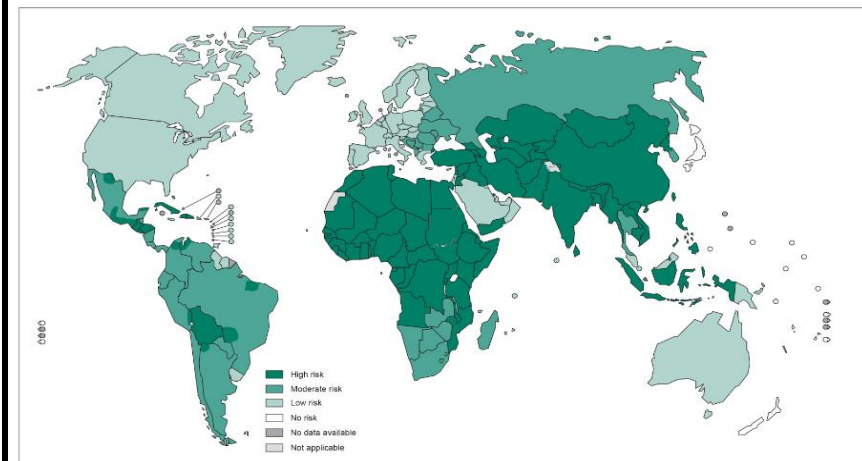 High risk
Moderate risk
Low risk
No risk
No data available
Not applicable